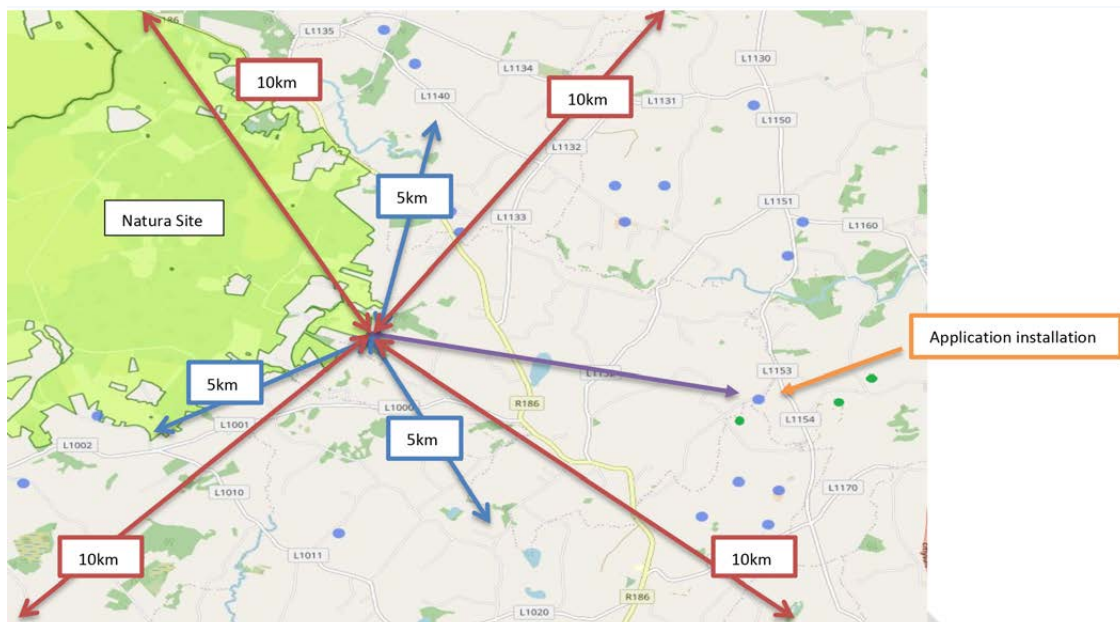 R186
L1135
L1130
L1134
10km
L1140
10km
L1131
L1150
L1132
5km
L1151
Natura Site
L1133
L1160
Application installation
L1153
5km
L1000
R186
L1001
L1154
5km
L1002
L1170
L1010
10km
L1011
10km
R186
L1020